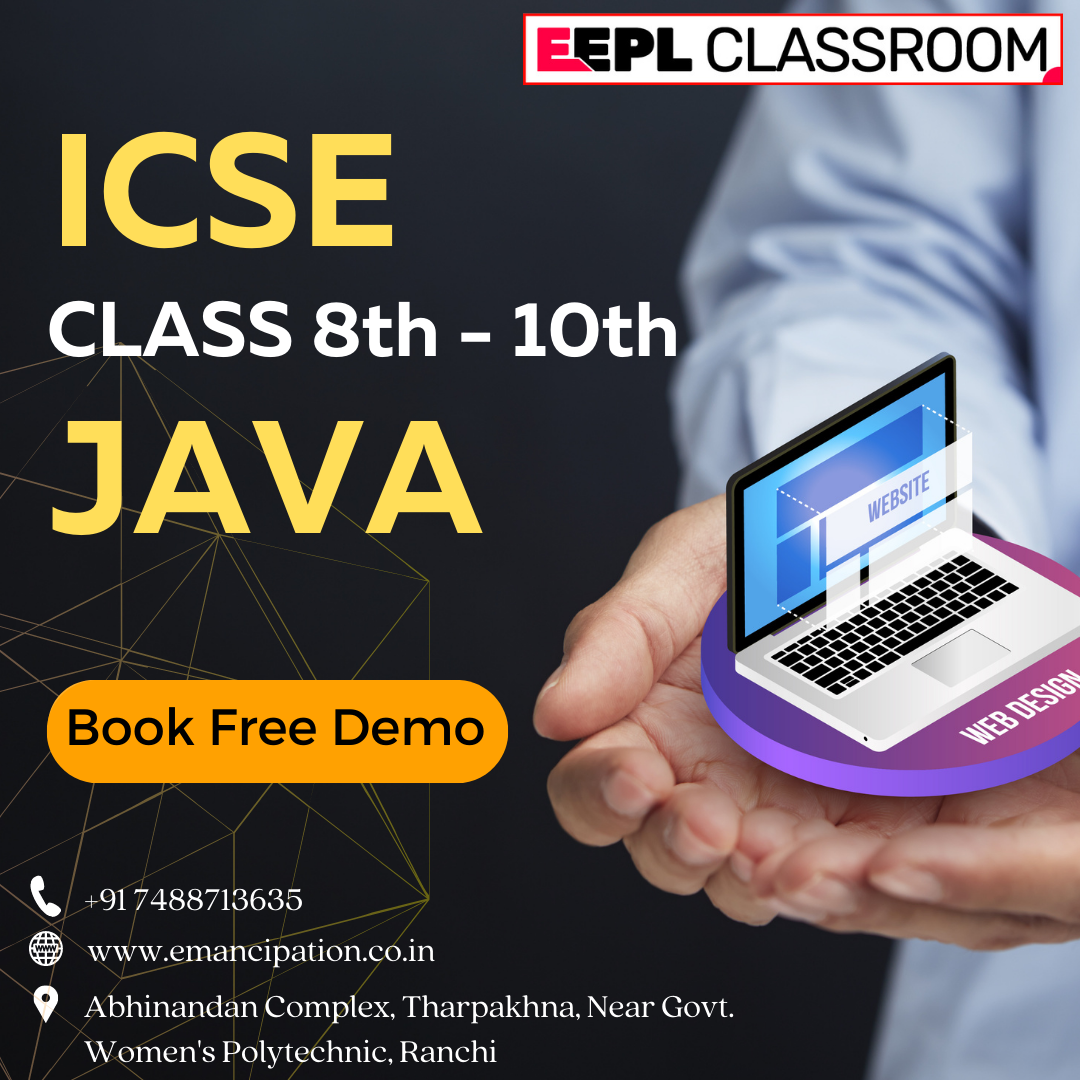 EEPL CLASSROOM
ICSE
CLASS 8th - 10th
JAVA
WEBSITE
WEB DESIGN
Book Free Demo
+91 7488713635
www
www.emancipation.co.in
Abhinandan Complex, Tharpakhna, Near Govt.
Women's Polytechnic, Ranchi